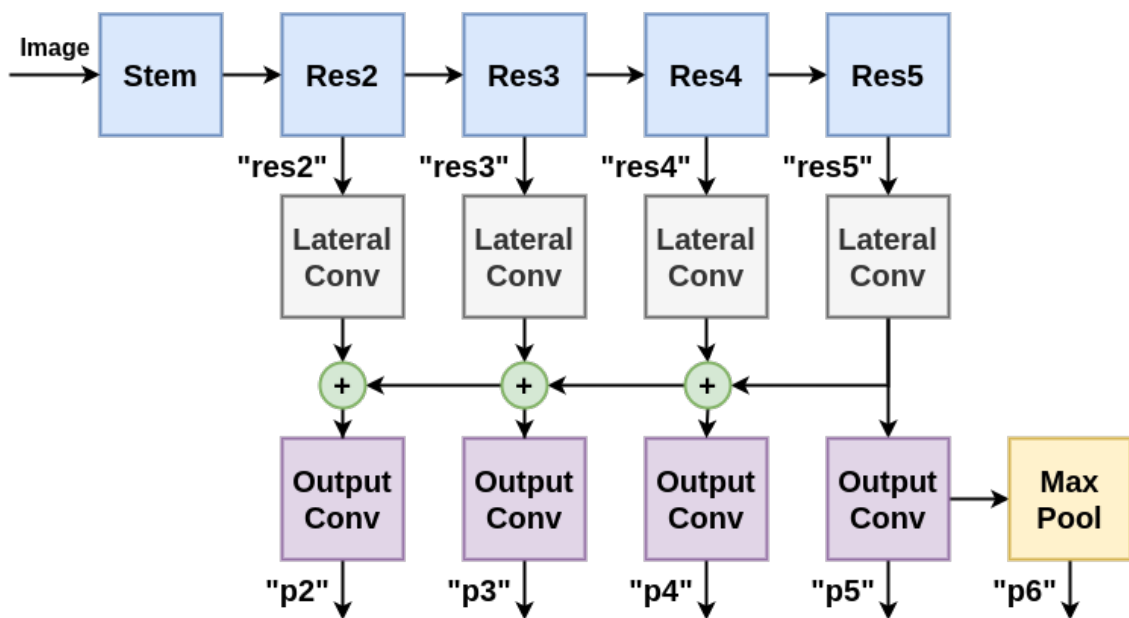 Image
Stem
Res2
Res3
Res4
Res5
"res2"
"res3"
"res4"
"res5"
Lateral
Conv
Lateral
Conv
Lateral
Conv
Lateral
Conv
+
+
+
Output
Conv
Output
Conv
Output
Conv
Output
Conv
Max
Pool
"p2"
"p3"
"p4"
"p5"
"p6"